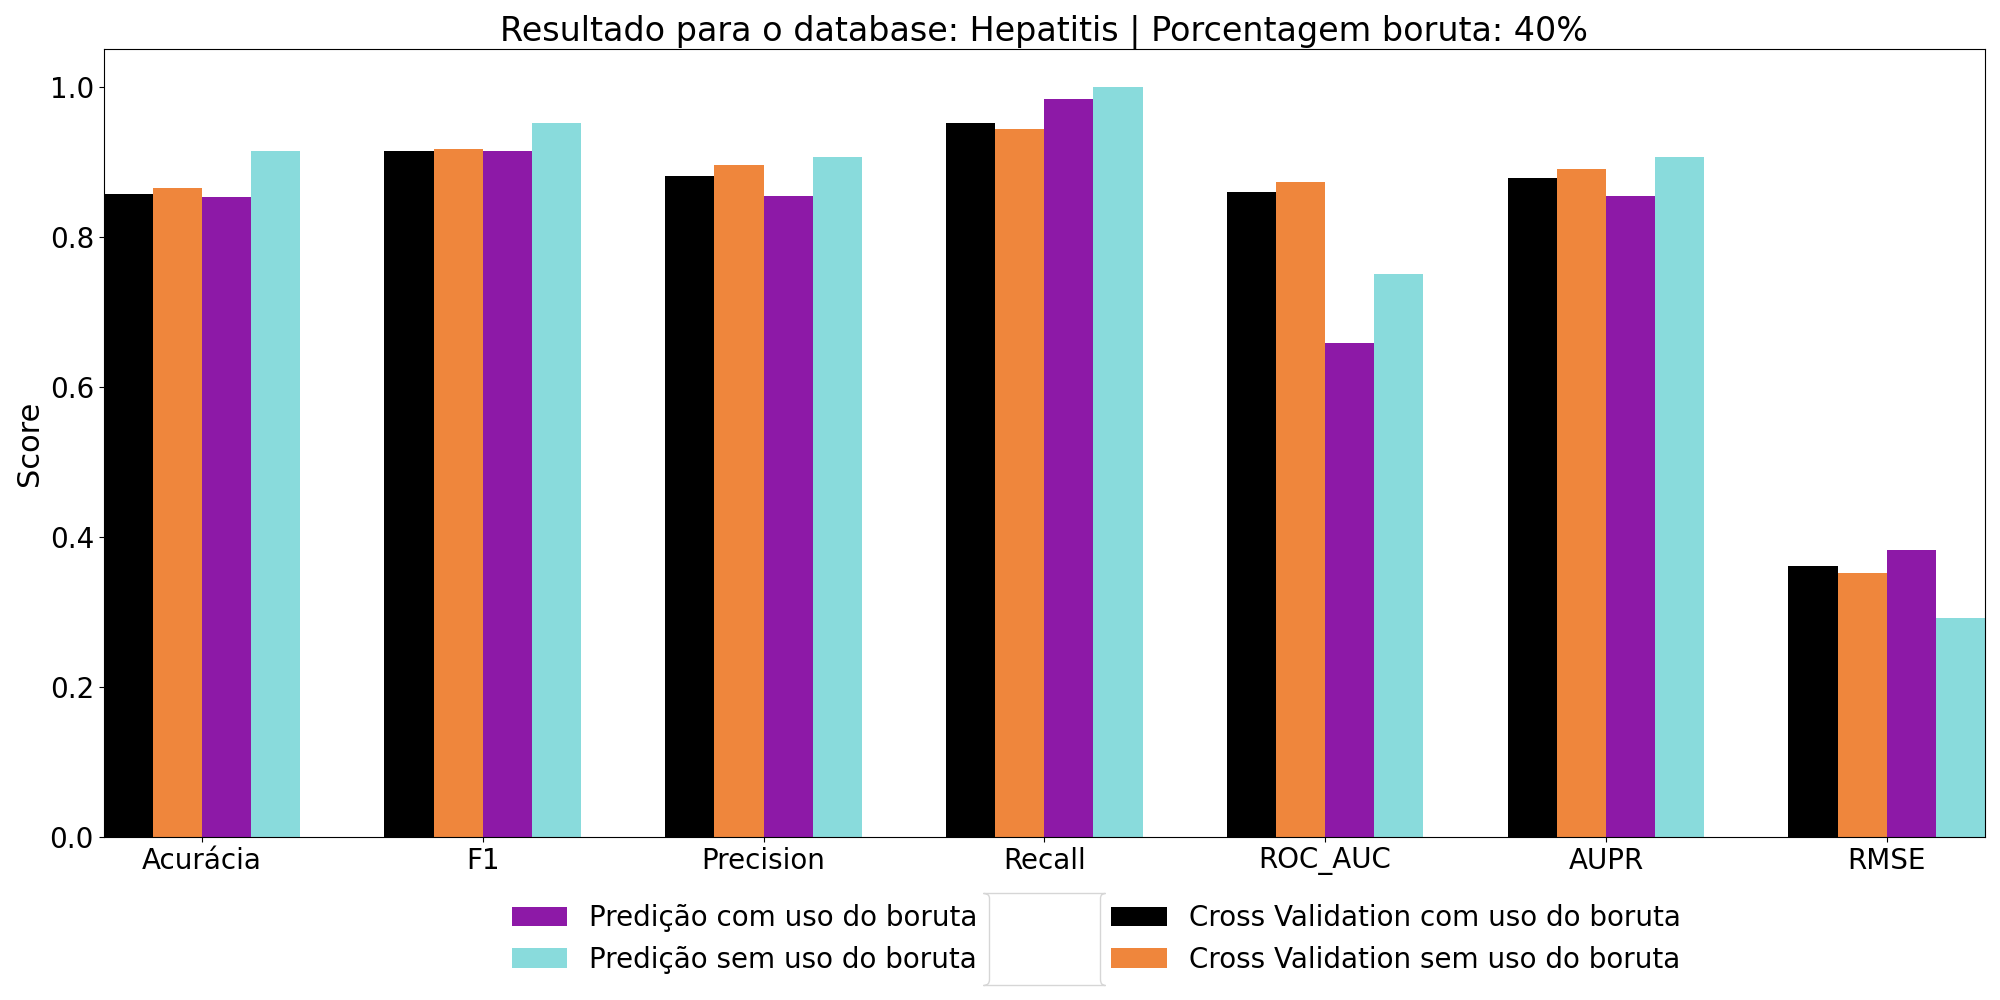 Resultado para o database: Hepatitis | Porcentagem boruta: 40%
Score
1.0
0.8
0.6
0.4
0.2
0.0
Acurácia F1 Precision Recall ROC_AUC AUPR RMSE
Predição com uso do boruta
Predição sem uso do boruta
Cross Validation com uso do boruta
Cross Validation sem uso do boruta